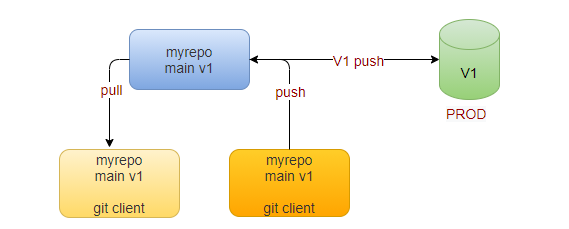 myrepo
main v1
V1 push
V1
pull
push
PROD
myrepo
main v1
git client
myrepo
main v1
git client